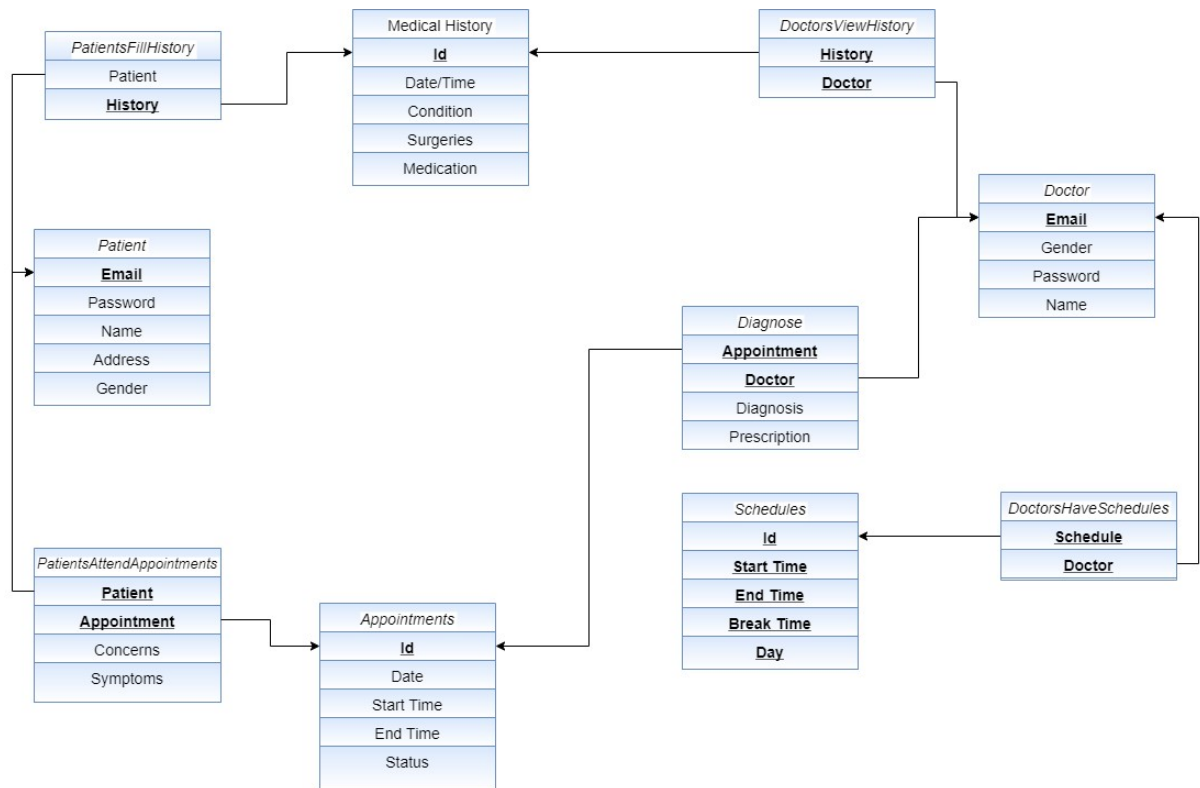 PatientsFillHistory
Patient
History
Medical History
Id
Date/Time
Condition
Surgeries
Medication
DoctorsViewHistory
History
Doctor
Doctor
Email
Gender
Password
Name
Patient
Email
Password
Name
Address
Gender
Diagnose
Appointment
Doctor
Diagnosis
Prescription
Schedules
Id
Start Time
End Time
Break Time
Day
DoctorsHaveSchedules
Schedule
Doctor
PatientsAttendAppointments
Patient
Appointment
Concerns
Symptoms
Appointments
Id
Date
Start Time
End Time
Status